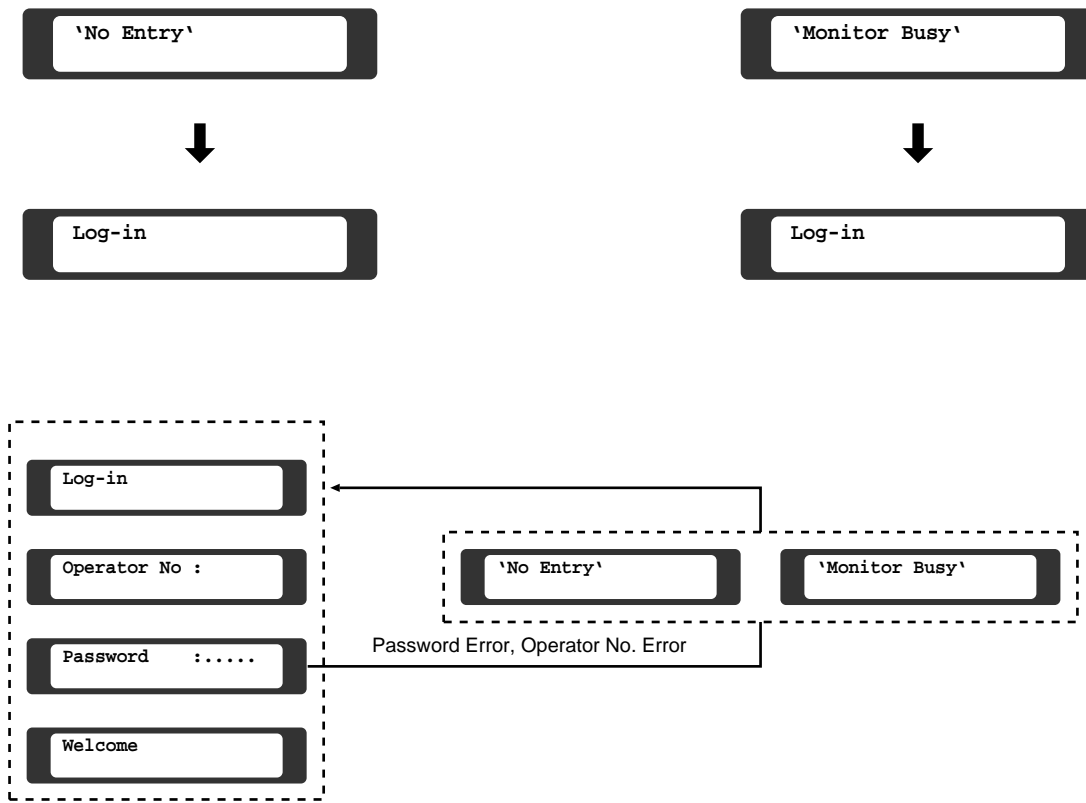 ‘No Entry‘
‘Monitor Busy‘
Log-in
Log-in
Log-in
Operator No :
Password :.....
Welcome
‘No Entry‘
‘Monitor Busy‘
Password Error, Operator No. Error